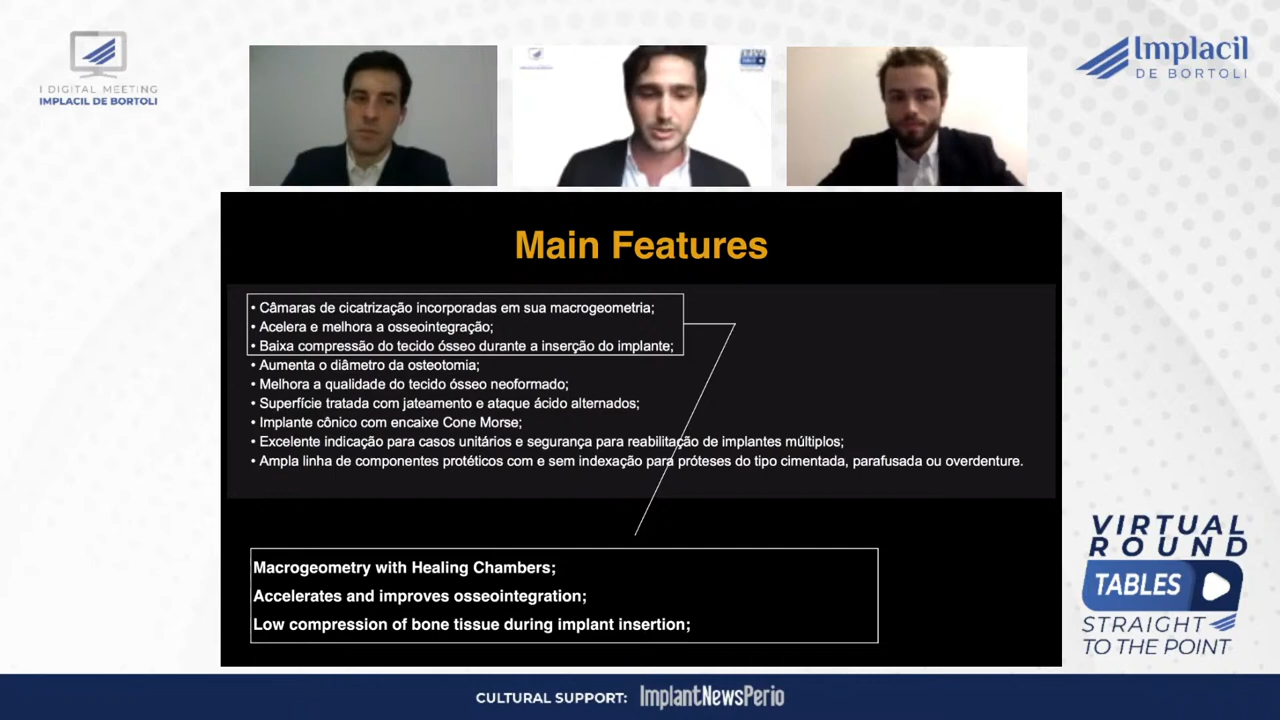 I DIGITAL MEETING
IMPLACIL DE BORTOLI
Implacil
DE BORTOLI
Main Features
• Câmaras de cicatrização incorporadas em sua macrogeometria;
• Acelera e melhora a osseointegração;
• Baixa compressão do tecido ósseo durante a inserção do implante;
• Aumenta o diâmetro da osteotomia;
• Melhora a qualidade do tecido ósseo neoformado;
• Superfície tratada com jateamento e ataque ácido alternados;
• Implante cônico com encaixe Cone Morse;
• Excelente indicação para casos unitários e segurança para reabilitação de implantes múltiplos;
• Ampla linha de componentes protéticos com e sem indexação para próteses do tipo cimentada, parafusada ou overdenture.
Macrogeometry with Healing Chambers;
Accelerates and improves osseointegration;
Low compression of bone tissue during implant insertion;
VIRTUAL
ROUND
TABLES
STRAIGHT
TO THE POINT
CULTURAL SUPPORT: ImplantNewsPerio